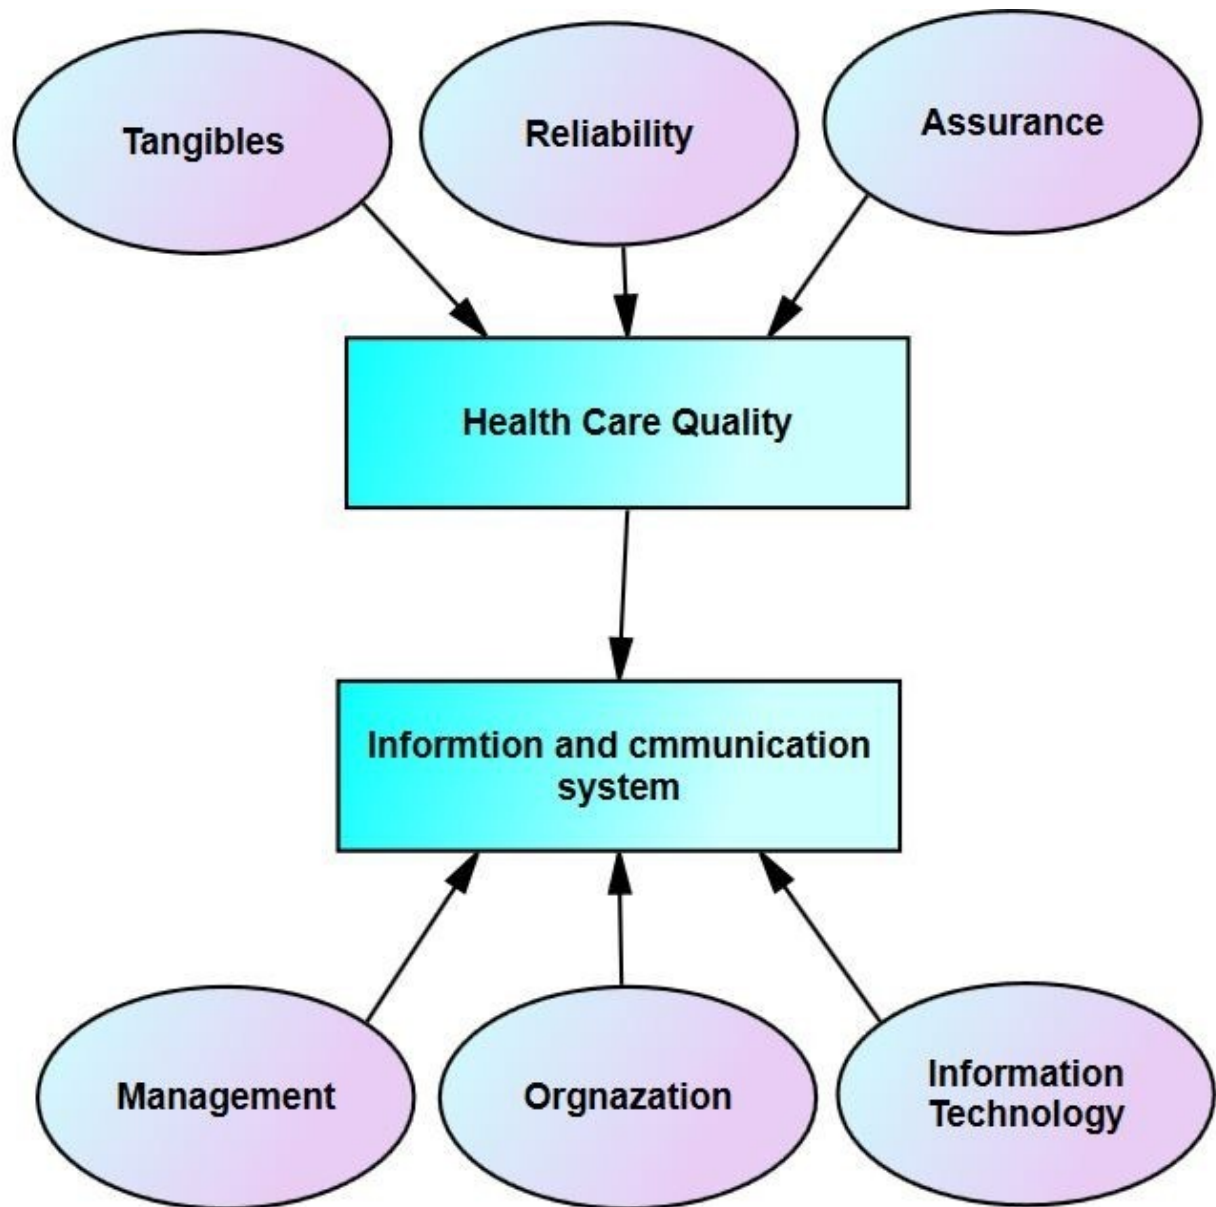 Tangibles
Reliability
Assurance
Health Care Quality
Informtion and cmmunication
system
Management
Orgnazation
Information
Technology